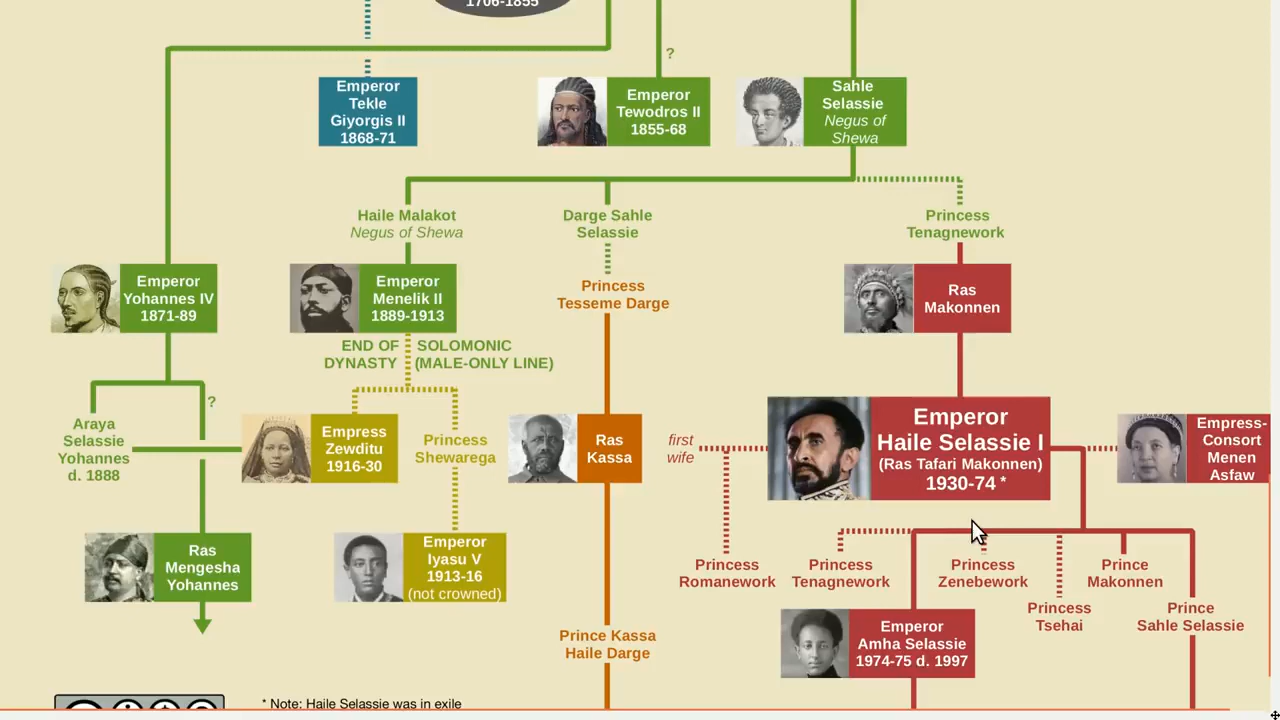 1706-1855
?
Emperor
Tekle
Giyorgis II
1868-71
Emperor
Tewodros II
1855-68
Sahle
Selassie
Negus of
Shewa
Haile Malakot
Negus of Shewa
Darge Sahle
Selassie
Princess
Tenagnework
Emperor
Yohannes IV
1871-89
Emperor
Menelik II
1889-1913
Princess
Tesseme Darge
Ras
Makonnen
END OF SOLOMONIC
DYNASTY (MALE-ONLY LINE)
?
Araya
Selassie
Yohannes
d. 1888
Empress
Zewditu
1916-30
Princess
Shewarega
Ras
Kassa
first
wife
Emperor
Haile Selassie I
(Ras Tafari Makonnen)
1930-74 *
Empress-
Consort
Menen
Asfaw
Ras
Mengesha
Yohannes
Emperor
Iyasu V
1913-16
(not crowned)
Princess
Romanework
Princess
Tenagnework
Princess
Zenebework
Prince
Makonnen
Princess
Tsehai
Prince
Sahle Selassie
Prince Kassa
Haile Darge
Emperor
Amha Selassie
1974-75 d. 1997
* Note: Haile Selassie was in exile